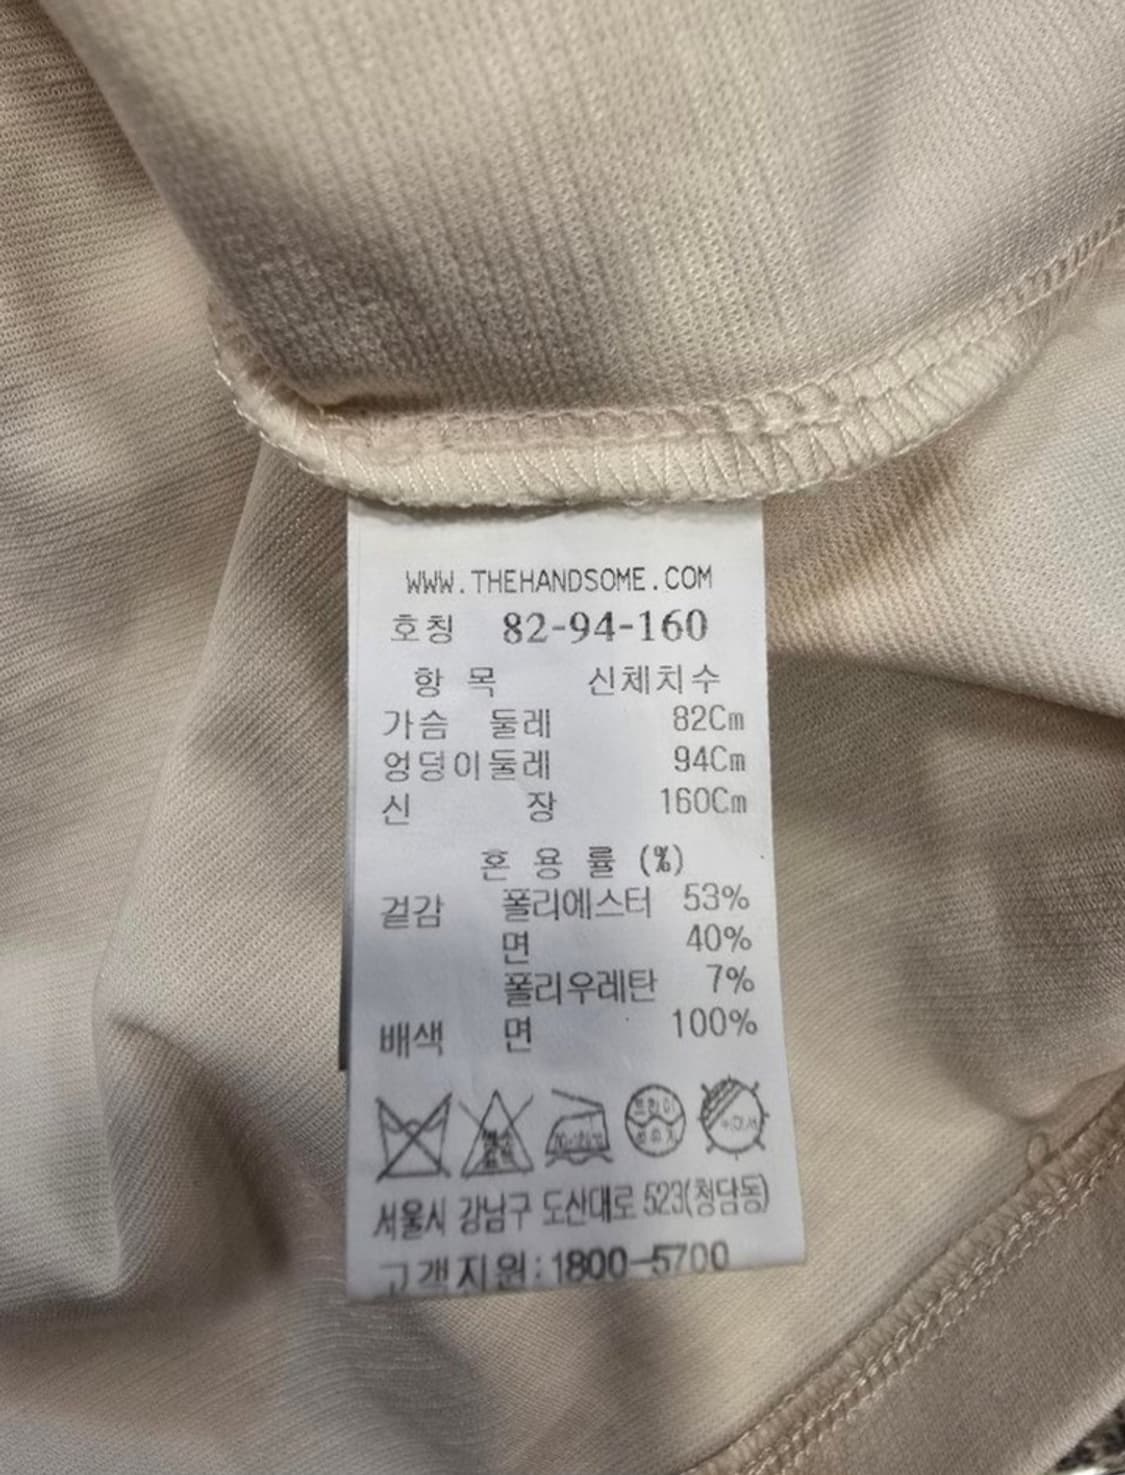 WWW.THEHANDSOME.COM
호칭 82-94-160
항 목 신체치수
가슴 둘레 82Cm
엉덩이둘레 94Cm
신 장 160Cm
혼 용 률 (%)
겉감 폴리에스터 53%
면 40%
폴리우레탄 7%
배색 면 100%
서울시 강남구 도산대로 523(청담동)
고객지원:1800-5700